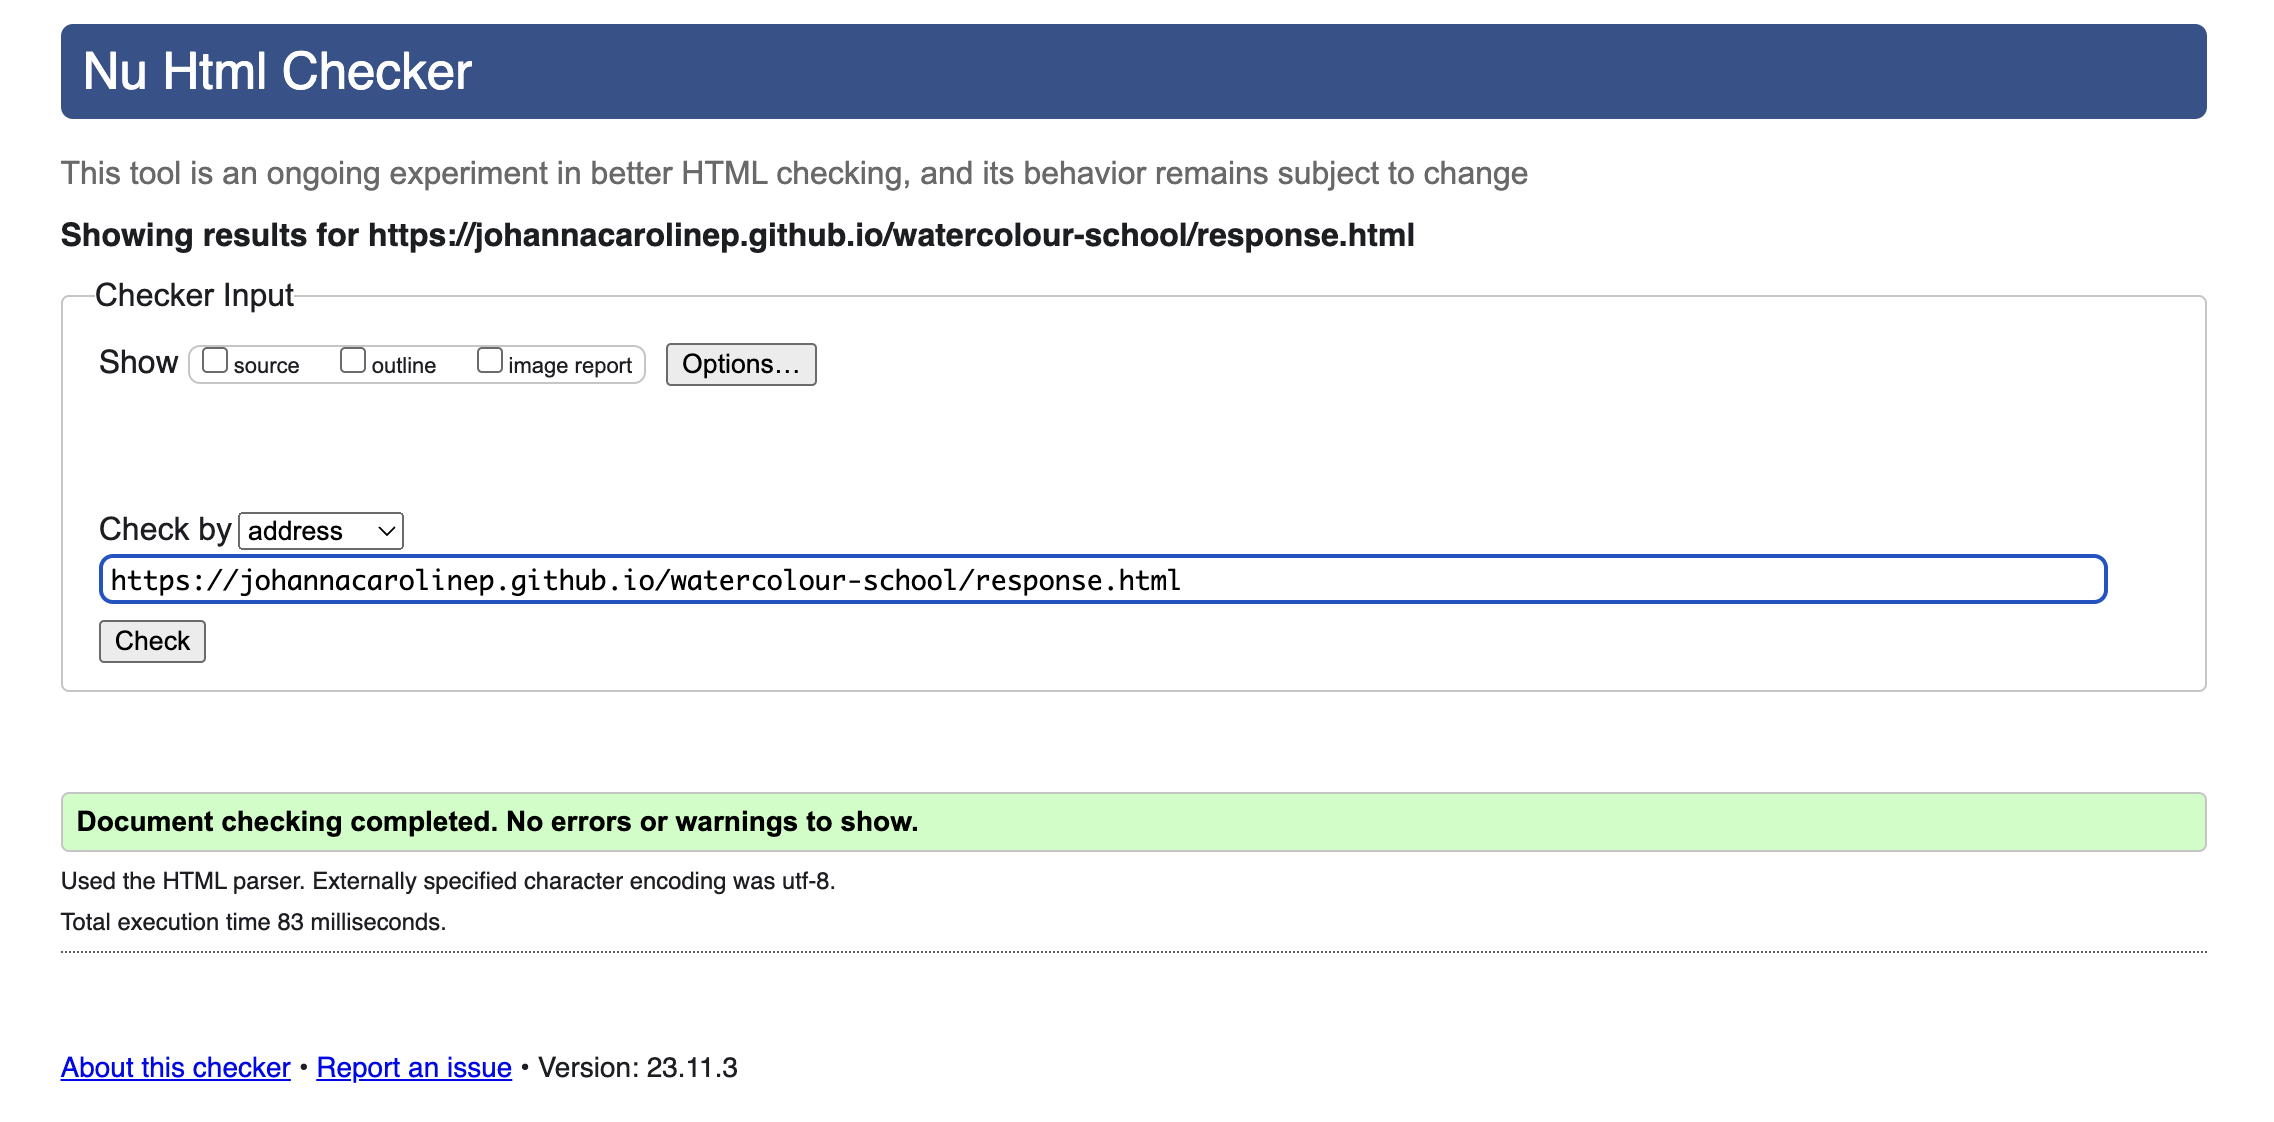 Nu Html Checker
This tool is an ongoing experiment in better HTML checking, and its behavior remains subject to change
Showing results for https://johannacarolinep.github.io/watercolour-school/response.html
Checker Input
Show source outline image report Options...
Check by address
https://johannacarolinep.github.io/watercolour-school/response.html
Check
Document checking completed. No errors or warnings to show.
Used the HTML parser. Externally specified character encoding was utf-8.
Total execution time 83 milliseconds.
About this checker • Report an issue • Version: 23.11.3